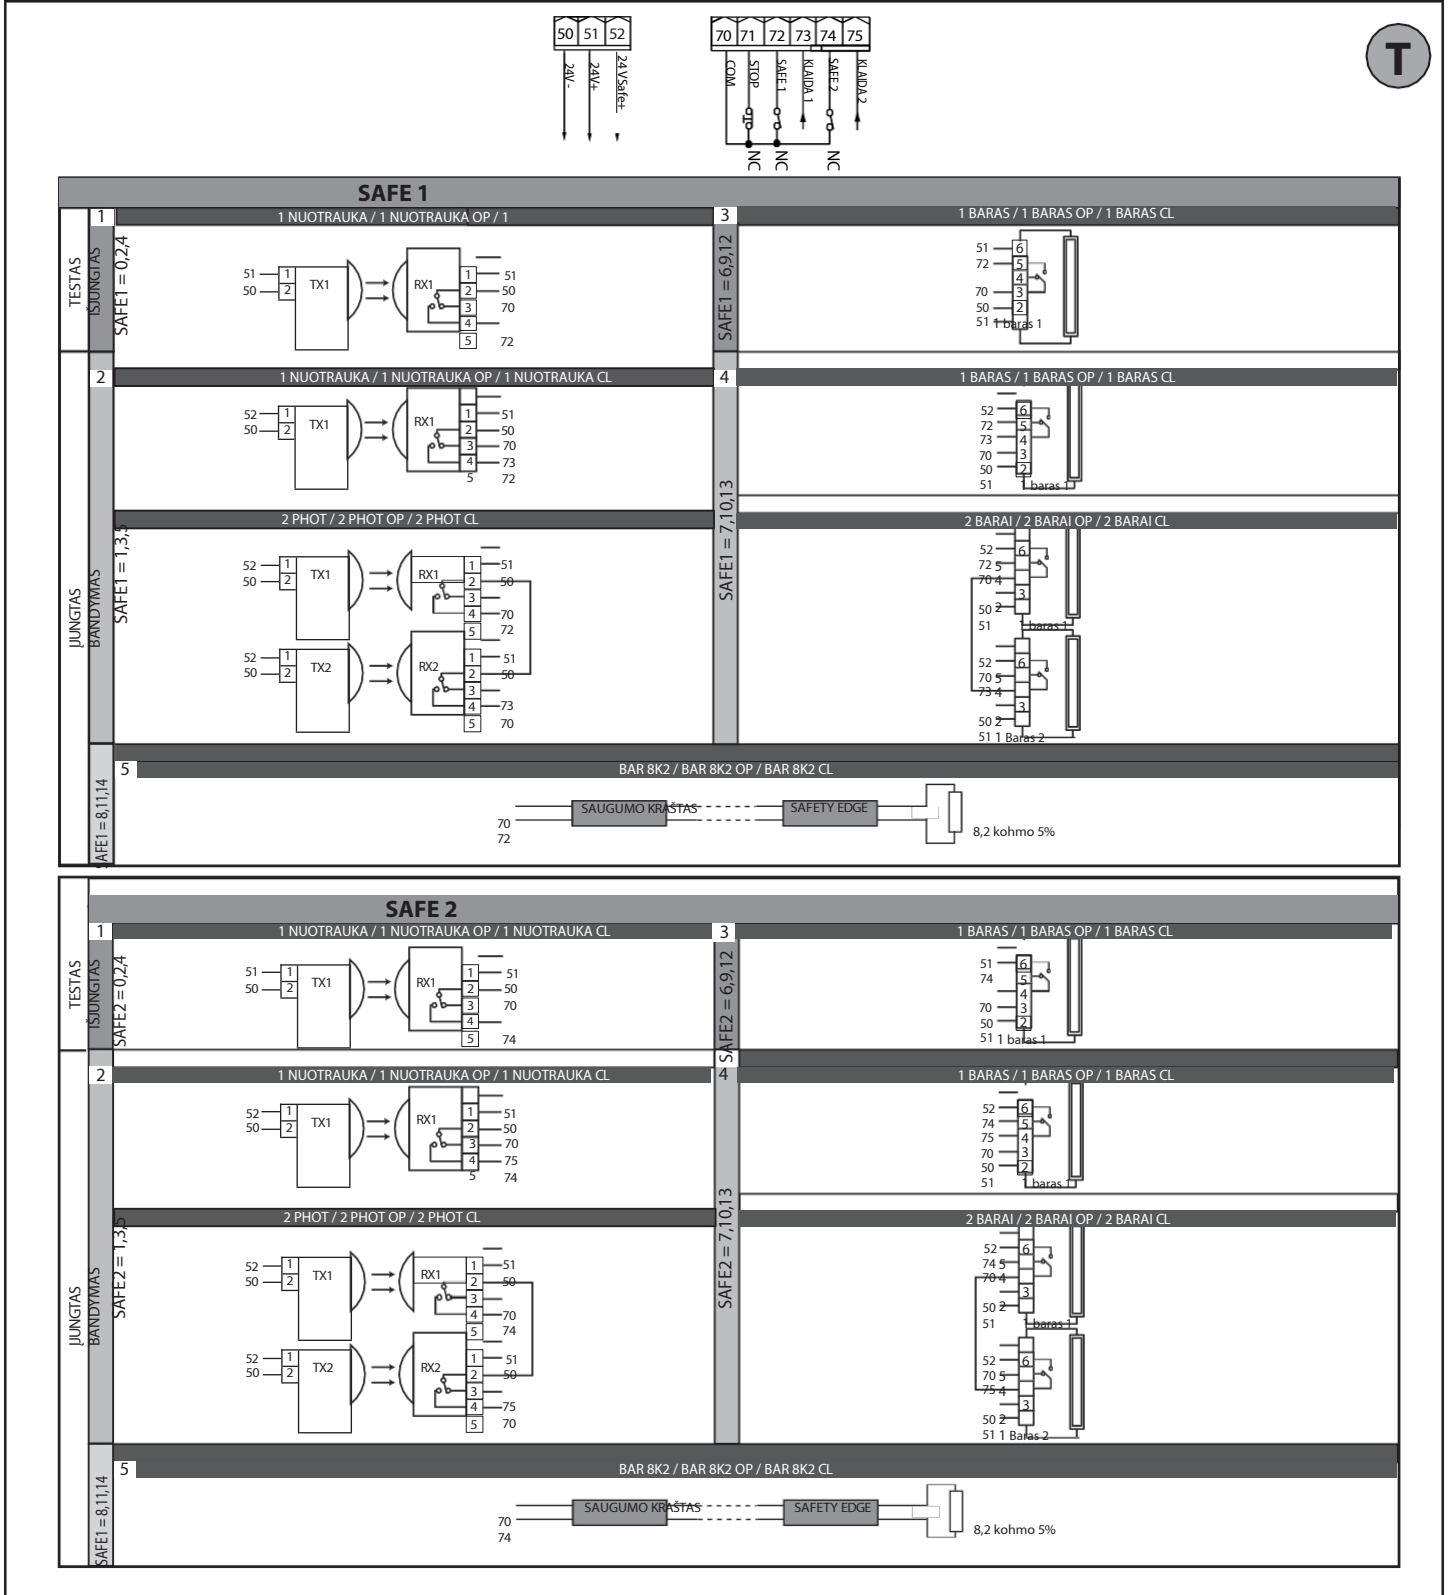 50 51 52
70 71 72 73 74 75
T
24V-
24V+
24 VSafe+
COM
STOP
SAFE 1
KLAIDA 1
SAFE 2
KLAIDA 2
NC
NC
NC
SAFE 1
TESTAS
IŠJUNGTAS
SAFE1 = 0,2,4
1
1 NUOTRAUKA / 1 NUOTRAUKA OP / 1
51 1
50 2
TX1
RX1
1 51
2 50
3 70
4
5 72
3
SAFE1 = 6,9,12
1 BARAS / 1 BARAS OP / 1 BARAS CL
51 6
72 5
4
70 3
50 2
51 1 baras 1
ĮJUNGTAS
BANDYMAS
SAFE1 = 1,3,5
2
1 NUOTRAUKA / 1 NUOTRAUKA OP / 1 NUOTRAUKA CL
52 1
50 2
TX1
RX1
1 51
2 50
3 70
4 73
5 72
4
SAFE1 = 7,10,13
1 BARAS / 1 BARAS OP / 1 BARAS CL
52 6
72 5
73 4
70 3
50 2
51 1 baras 1
2 PHOT / 2 PHOT OP / 2 PHOT CL
52 1
50 2
TX1
RX1
1 51
2 50
3
4 70
5 72
52 1
50 2
TX2
RX2
1 51
2 50
3
4 73
5 70
2 BARAI / 2 BARAI OP / 2 BARAI CL
52 6
72 5
70 4
3
50 2
51 1 baras 1
52 6
70 5
73 4
3
50 2
51 1 Baras 2
SAFE1 = 8,11,14
5
BAR 8K2 / BAR 8K2 OP / BAR 8K2 CL
SAUGUMO KRAŠTAS
SAFETY EDGE
70
72
8,2 kohmo 5%
SAFE 2
TESTAS
IŠJUNGTAS
SAFE2 = 0,2,4
1
1 NUOTRAUKA / 1 NUOTRAUKA OP / 1 NUOTRAUKA CL
51 1
50 2
TX1
RX1
1 51
2 50
3 70
4
5 74
3
SAFE2 = 6,9,12
1 BARAS / 1 BARAS OP / 1 BARAS CL
51 6
74 5
4
70 3
50 2
51 1 baras 1
ĮJUNGTAS
BANDYMAS
SAFE2 = 1,3,5
2
1 NUOTRAUKA / 1 NUOTRAUKA OP / 1 NUOTRAUKA CL
52 1
50 2
TX1
RX1
1 51
2 50
3 70
4 75
5 74
4
SAFE2 = 7,10,13
1 BARAS / 1 BARAS OP / 1 BARAS CL
52 6
74 5
75 4
70 3
50 2
51 1 baras 1
2 PHOT / 2 PHOT OP / 2 PHOT CL
52 1
50 2
TX1
RX1
1 51
2 50
3
4 70
5 74
52 1
50 2
TX2
RX2
1 51
2 50
3
4 75
5 70
2 BARAI / 2 BARAI OP / 2 BARAI CL
52 6
74 5
70 4
3
50 2
51 1 baras 1
52 6
70 5
75 4
3
50 2
51 1 Baras 2
SAFE1 = 8,11,14
5
BAR 8K2 / BAR 8K2 OP / BAR 8K2 CL
SAUGUMO KRAŠTAS
SAFETY EDGE
70
74
8,2 kohmo 5%